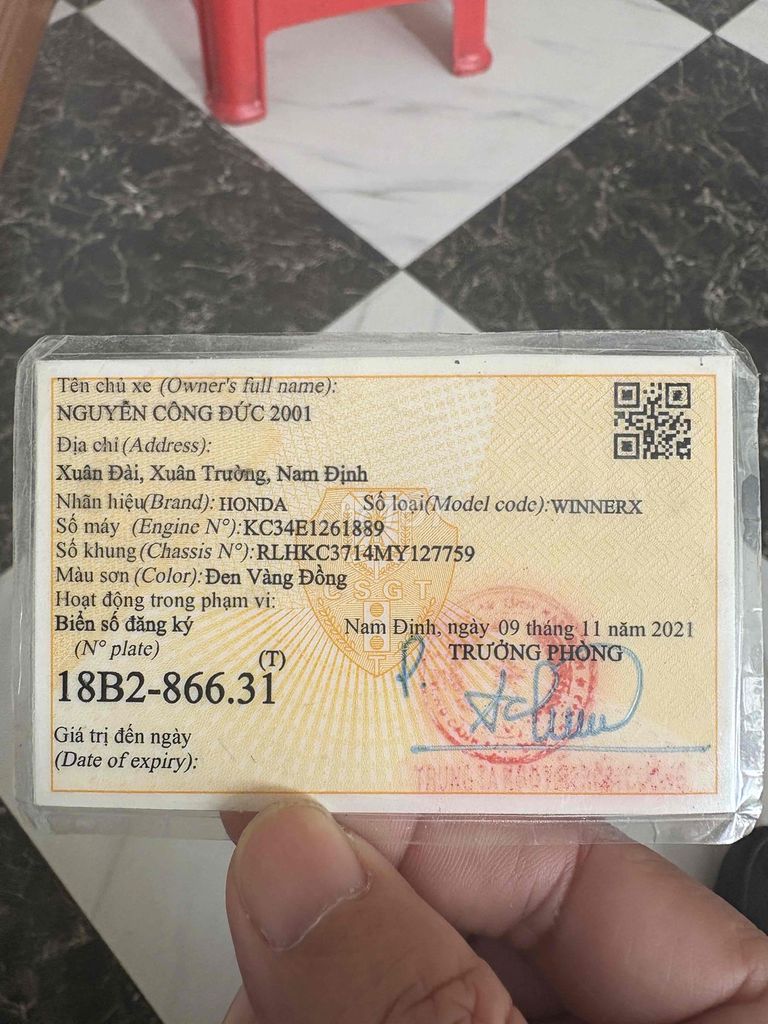 Tên chủ xe (Owner's full name):
NGUYỄN CÔNG ĐỨC 2001
Địa chỉ (Address):
Xuân Đài, Xuân Trường, Nam Định
Nhãn hiệu(Brand): HONDA Số loại(Model code):WINNERX
Số máy (Engine N°):KC34E1261889
Số khung (Chassis N°):RLHKC3714MY127759
Màu sơn (Color):Đen Vàng Đồng
Hoạt động trong phạm vi:
Biển số đăng ký
(N° plate)
Nam Định, ngày 09 tháng 11 năm 2021
TRƯỞNG PHÒNG
P.
(T)
18B2-866.31
Giá trị đến ngày
(Date of expiry):
CSGT